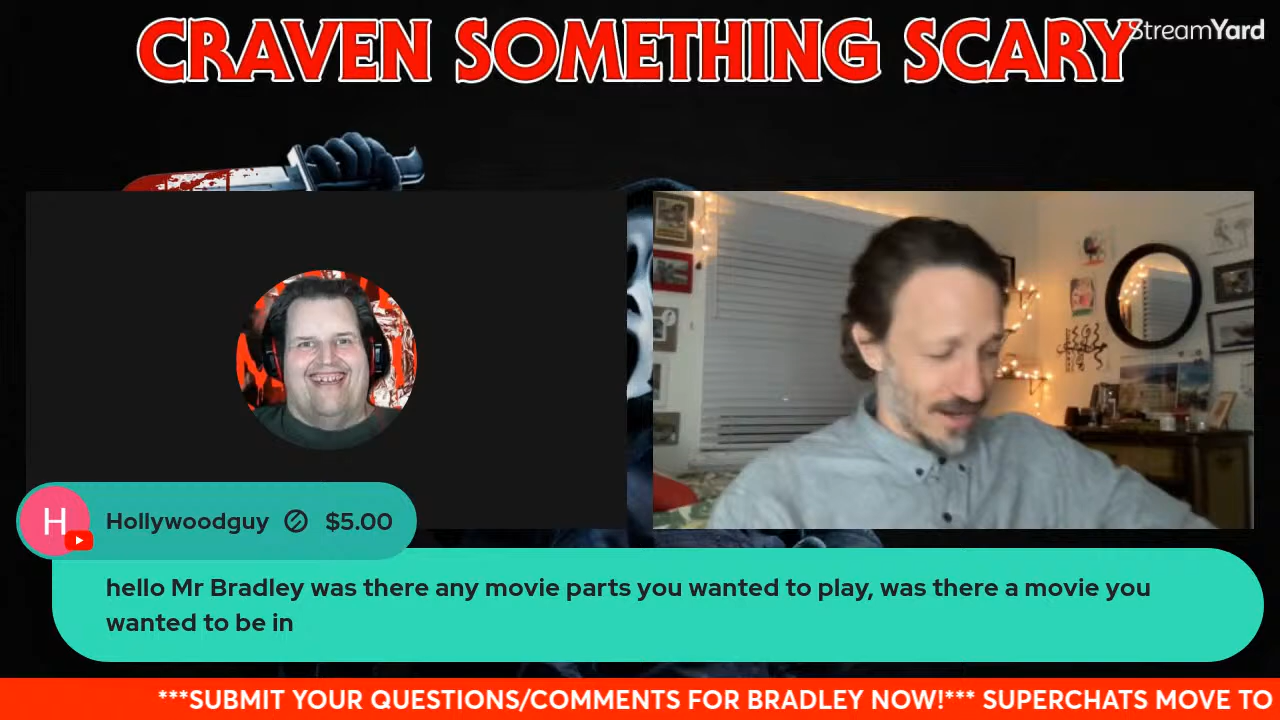 CRAVEN SOMETHING SCARY
StreamYard
H
Hollywoodguy $5.00
hello Mr Bradley was there any movie parts you wanted to play, was there a movie you
wanted to be in
***SUBMIT YOUR QUESTIONS/COMMENTS FOR BRADLEY NOW!*** SUPERCHATS MOVE TO